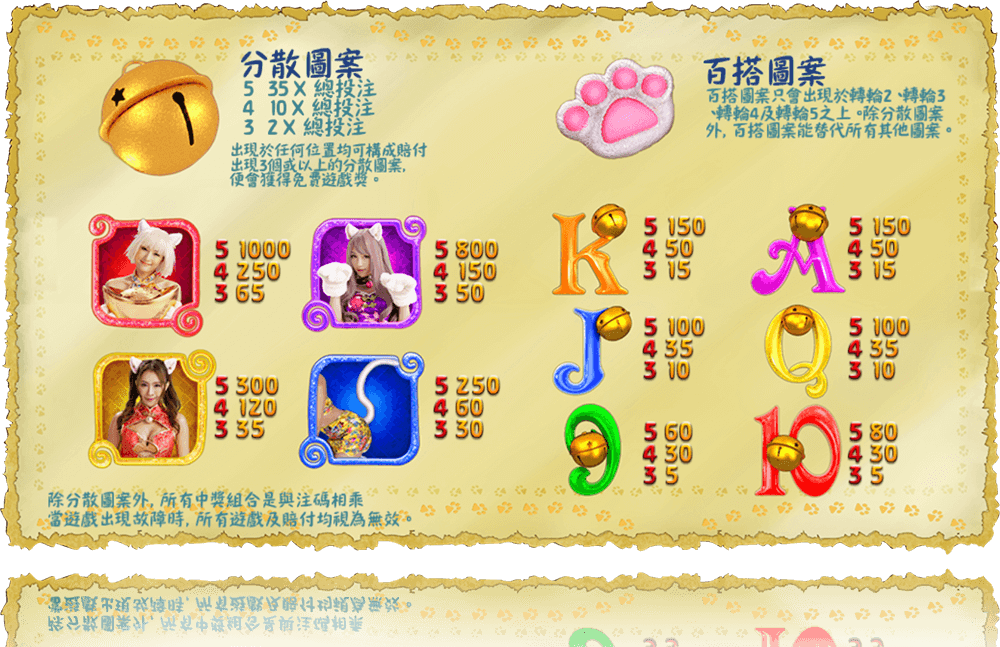 分散圖案
5 35X 總投注
4 10X 總投注
3 2X 總投注
出現於任何位置均可構成賠付
出現3個或以上的分散圖案,
便會獲得免費遊戲獎。
百搭圖案
百搭圖案只會出現於轉輪2、轉輪3
、轉輪4及轉輪5之上。除分散圖案
外, 百搭圖案能替代所有其他圖案。
5 1000
4 250
3 65
5 800
4 150
3 50
K
5 150
4 50
3 15
A
5 150
4 50
3 15
5 300
4 120
3 35
5 250
4 60
3 30
J
5 100
4 35
3 10
Q
5 100
4 35
3 10
9
5 60
4 30
3 5
10
5 80
4 30
3 5
除分散圖案外, 所有中獎組合是與注碼相乘
當遊戲出現故障時, 所有遊戲及賠付均視為無效。